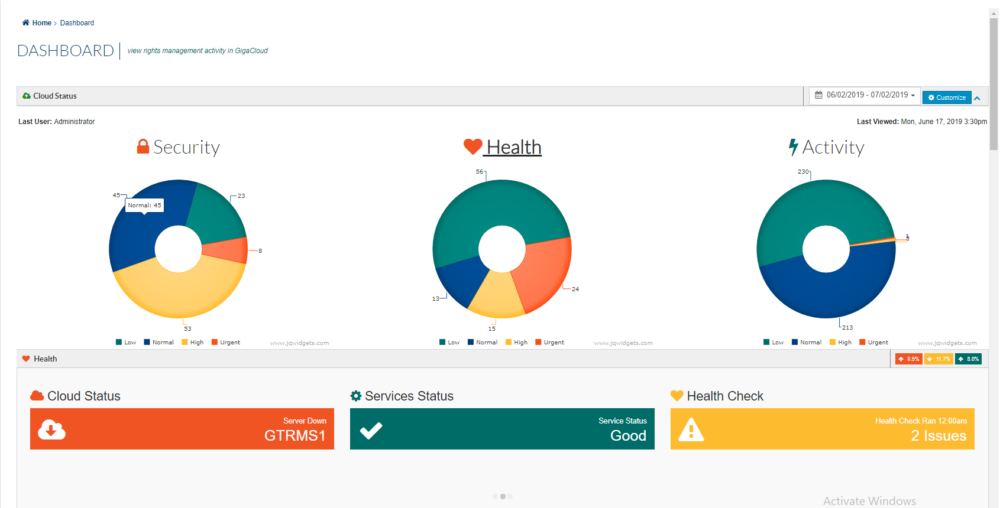 Home > Dashboard
DASHBOARD
view rights management activity in GigaCloud
Cloud Status
06/02/2019 - 07/02/2019
Customize
Last User: Administrator
Last Viewed: Mon, June 17, 2019 3:30pm
Security
Health
Activity
45
23
Normal: 45
8
53
56
24
13
15
230
1
3
213
Low Normal High Urgent
www.jqwidgets.com
Low Normal High Urgent
www.jqwidgets.com
Low Normal High Urgent
www.jqwidgets.com
Health
9.5% 11.7% 8.0%
Cloud Status
Server Down
GTRMS1
Services Status
Service Status
Good
Health Check
Health Check Ran 12:00am
2 Issues
Activate Windows